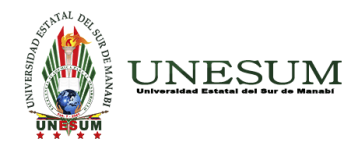 UNIVERSIDAD ESTATAL DEL SUR DE MANABÍ
UNESUM
UNESUM
Universidad Estatal del Sur de Manabí